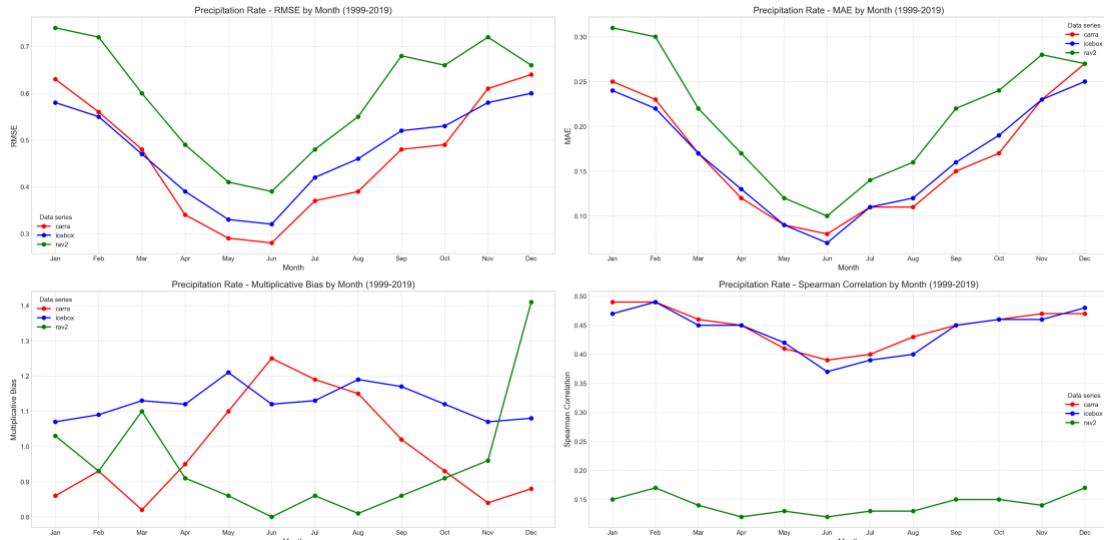 Precipitation Rate - RMSE by Month (1999-2019)
RMSE
0.7
0.6
0.5
0.4
0.3
Data series
carra
icebox
rav2
Jan Feb Mar Apr May Jun Jul Aug Sep Oct Nov Dec
Month
Precipitation Rate - MAE by Month (1999-2019)
MAE
0.30
0.25
0.20
0.15
0.10
Data series
carra
icebox
rav2
Jan Feb Mar Apr May Jun Jul Aug Sep Oct Nov Dec
Month
Precipitation Rate - Multiplicative Bias by Month (1999-2019)
Multiplicative Bias
1.4
1.3
1.2
1.1
1.0
0.9
0.8
Data series
carra
icebox
rav2
Jan Feb Mar Apr May Jun Jul Aug Sep Oct Nov Dec
Precipitation Rate - Spearman Correlation by Month (1999-2019)
Spearman Correlation
0.50
0.45
0.40
0.35
0.30
0.25
0.20
0.15
Data series
carra
icebox
rav2
Jan Feb Mar Apr May Jun Jul Aug Sep Oct Nov Dec